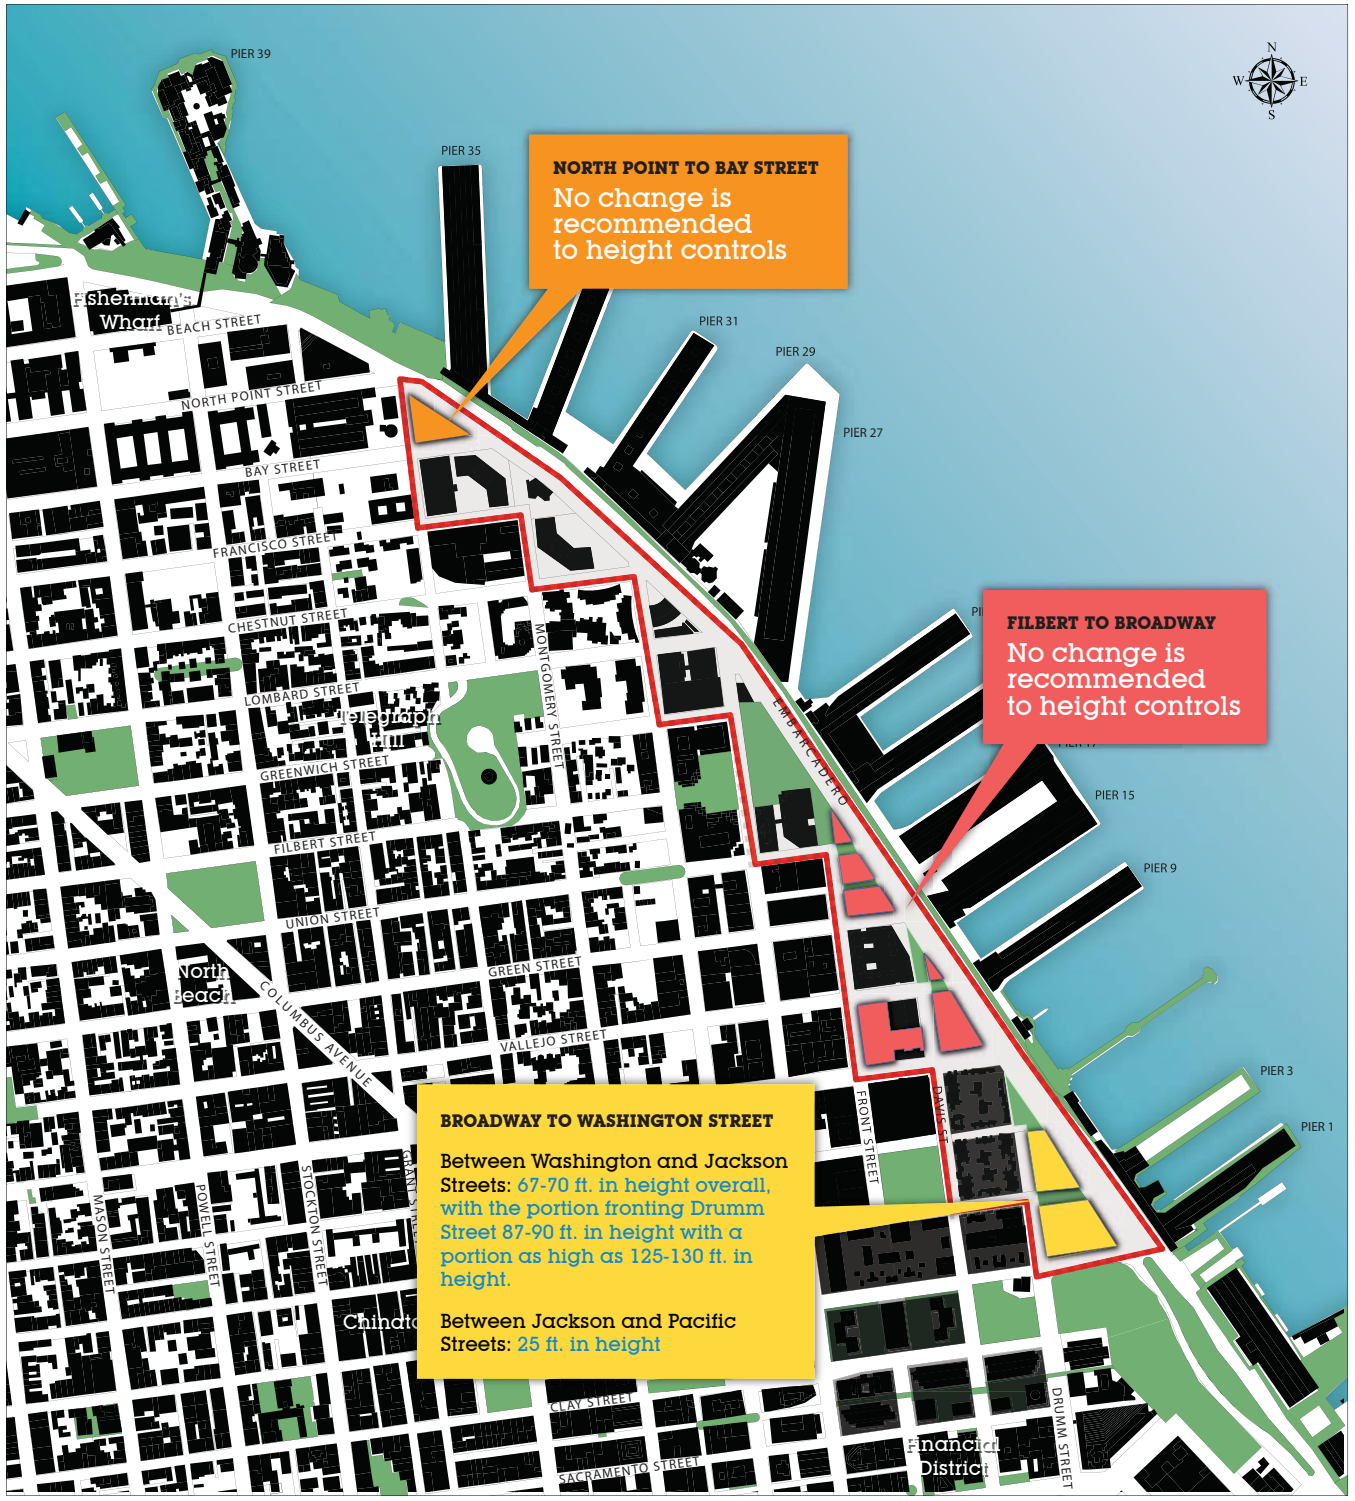 PIER 39
N
W E
S
PIER 35
NORTH POINT TO BAY STREET
No change is
recommended
to height controls
Fisherman's
Wharf
BEACH STREET
PIER 31
PIER 29
NORTH POINT STREET
PIER 27
BAY STREET
FRANCISCO STREET
CHESTNUT STREET
MONTGOMERY STREET
LOMBARD STREET
Telegraph
Hill
EMBARCADERO
FILBERT TO BROADWAY
No change is
recommended
to height controls
GREENWICH STREET
PIER 17
PIER 15
FILBERT STREET
PIER 9
UNION STREET
GREEN STREET
North
Beach
COLUMBUS AVENUE
VALLEJO STREET
PIER 3
PIER 1
FRONT STREET
DAVIS ST
BROADWAY TO WASHINGTON STREET
Between Washington and Jackson
Streets: 67-70 ft. in height overall,
with the portion fronting Drumm
Street 87-90 ft. in height with a
portion as high as 125-130 ft. in
height.
Between Jackson and Pacific
Streets: 25 ft. in height
MASON STREET
POWELL STREET
STOCKTON STREET
GRANT
Chinato
CLAY STREET
SACRAMENTO STREET
DRUMM STREET
Financial
District